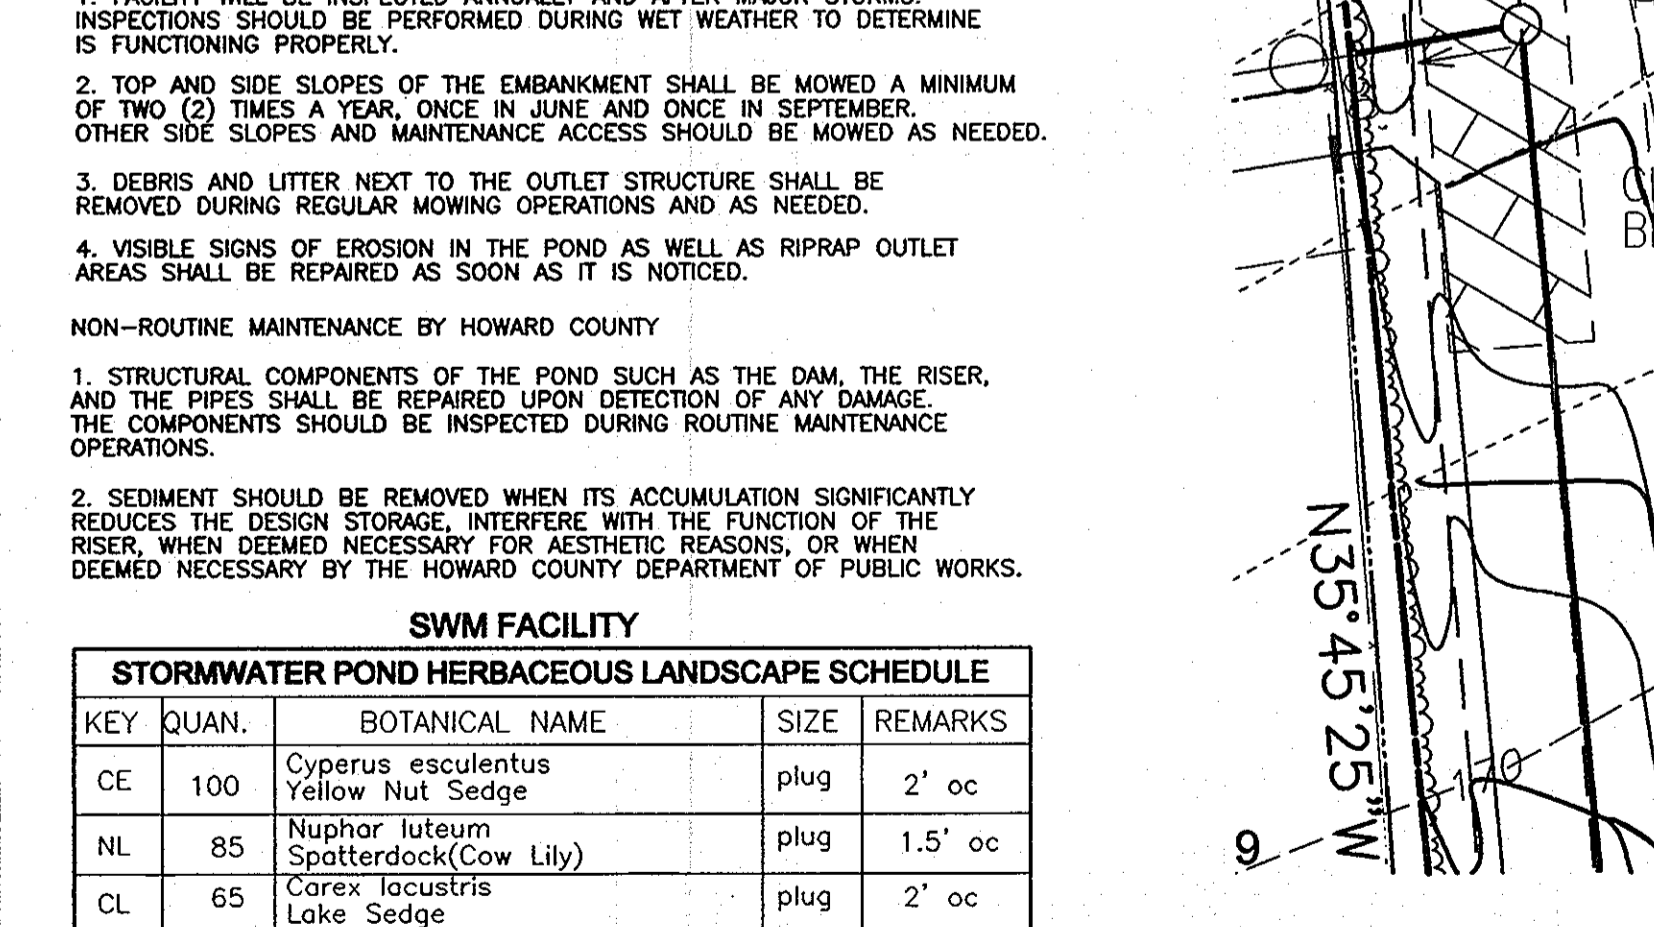 1. FACILITY WILL BE INSPECTED ANNUALLY AND AFTER MAJOR STORMS.
INSPECTIONS SHOULD BE PERFORMED DURING WET WEATHER TO DETERMINE
IS FUNCTIONING PROPERLY.
2. TOP AND SIDE SLOPES OF THE EMBANKMENT SHALL BE MOWED A MINIMUM
OF TWO (2) TIMES A YEAR, ONCE IN JUNE AND ONCE IN SEPTEMBER.
OTHER SIDE SLOPES AND MAINTENANCE ACCESS SHOULD BE MOWED AS NEEDED.
3. DEBRIS AND LITTER NEXT TO THE OUTLET STRUCTURE SHALL BE
REMOVED DURING REGULAR MOWING OPERATIONS AND AS NEEDED.
4. VISIBLE SIGNS OF EROSION IN THE POND AS WELL AS RIPRAP OUTLET
AREAS SHALL BE REPAIRED AS SOON AS IT IS NOTICED.
NON-ROUTINE MAINTENANCE BY HOWARD COUNTY
1. STRUCTURAL COMPONENTS OF THE POND SUCH AS THE DAM, THE RISER,
AND THE PIPES SHALL BE REPAIRED UPON DETECTION OF ANY DAMAGE.
THE COMPONENTS SHOULD BE INSPECTED DURING ROUTINE MAINTENANCE
OPERATIONS.
2. SEDIMENT SHOULD BE REMOVED WHEN ITS ACCUMULATION SIGNIFICANTLY
REDUCES THE DESIGN STORAGE, INTERFERE WITH THE FUNCTION OF THE
RISER, WHEN DEEMED NECESSARY FOR AESTHETIC REASONS, OR WHEN
DEEMED NECESSARY BY THE HOWARD COUNTY DEPARTMENT OF PUBLIC WORKS.
SWM FACILITY
STORMWATER POND HERBACEOUS LANDSCAPE SCHEDULE
KEY QUAN. BOTANICAL NAME SIZE REMARKS
CE 100 Cyperus esculentus plug 2' oc
Yellow Nut Sedge
NL 85 Nuphar luteum plug 1.5' oc
Spatterdock(Cow Lily)
CL 65 Carex lacustris plug 2' oc
Lake Sedge
N35°45'25"W
10
9